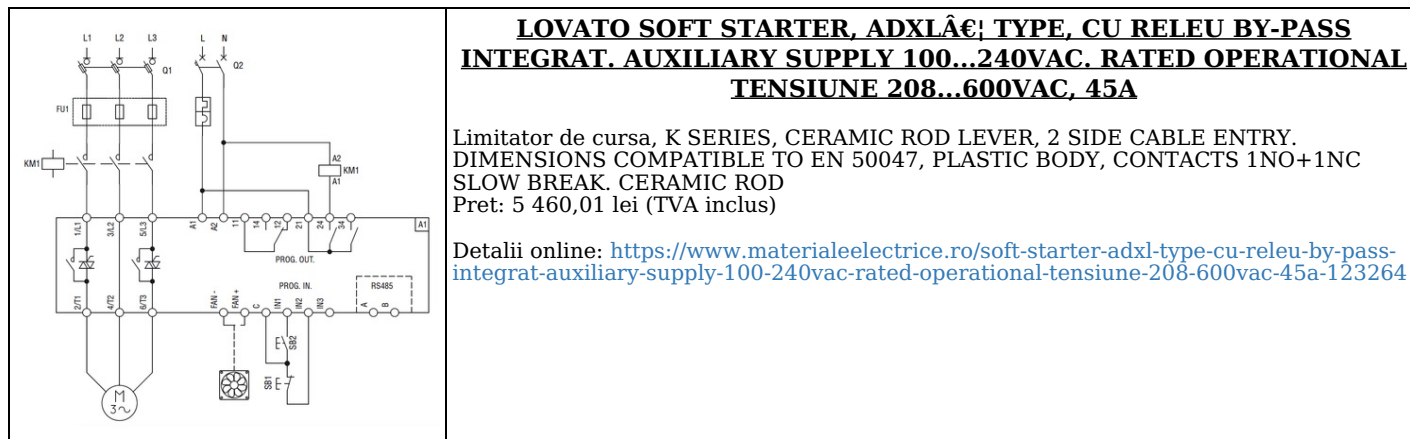 L1 L2 L3 L N
Q1 Q2
FU1
KM1
A2
KM1
A1
1/L1 3/L2 5/L3 A1 A2 11 14 12 21 24 34 A1
PROG. OUT.
PROG. IN. RS485
2/T1 4/T2 6/T3 FAN - FAN + C IN1 IN2 IN3 A B
SB2
SB1
M
3~
LOVATO SOFT STARTER, ADXLÂ€¦ TYPE, CU RELEU BY-PASS
INTEGRAT. AUXILIARY SUPPLY 100...240VAC. RATED OPERATIONAL
TENSIUNE 208...600VAC, 45A
Limitator de cursa, K SERIES, CERAMIC ROD LEVER, 2 SIDE CABLE ENTRY.
DIMENSIONS COMPATIBLE TO EN 50047, PLASTIC BODY, CONTACTS 1NO+1NC
SLOW BREAK. CERAMIC ROD
Pret: 5 460,01 lei (TVA inclus)
Detalii online: https://www.materialeelectrice.ro/soft-starter-adxl-type-cu-releu-by-pass-
integrat-auxiliary-supply-100-240vac-rated-operational-tensiune-208-600vac-45a-123264